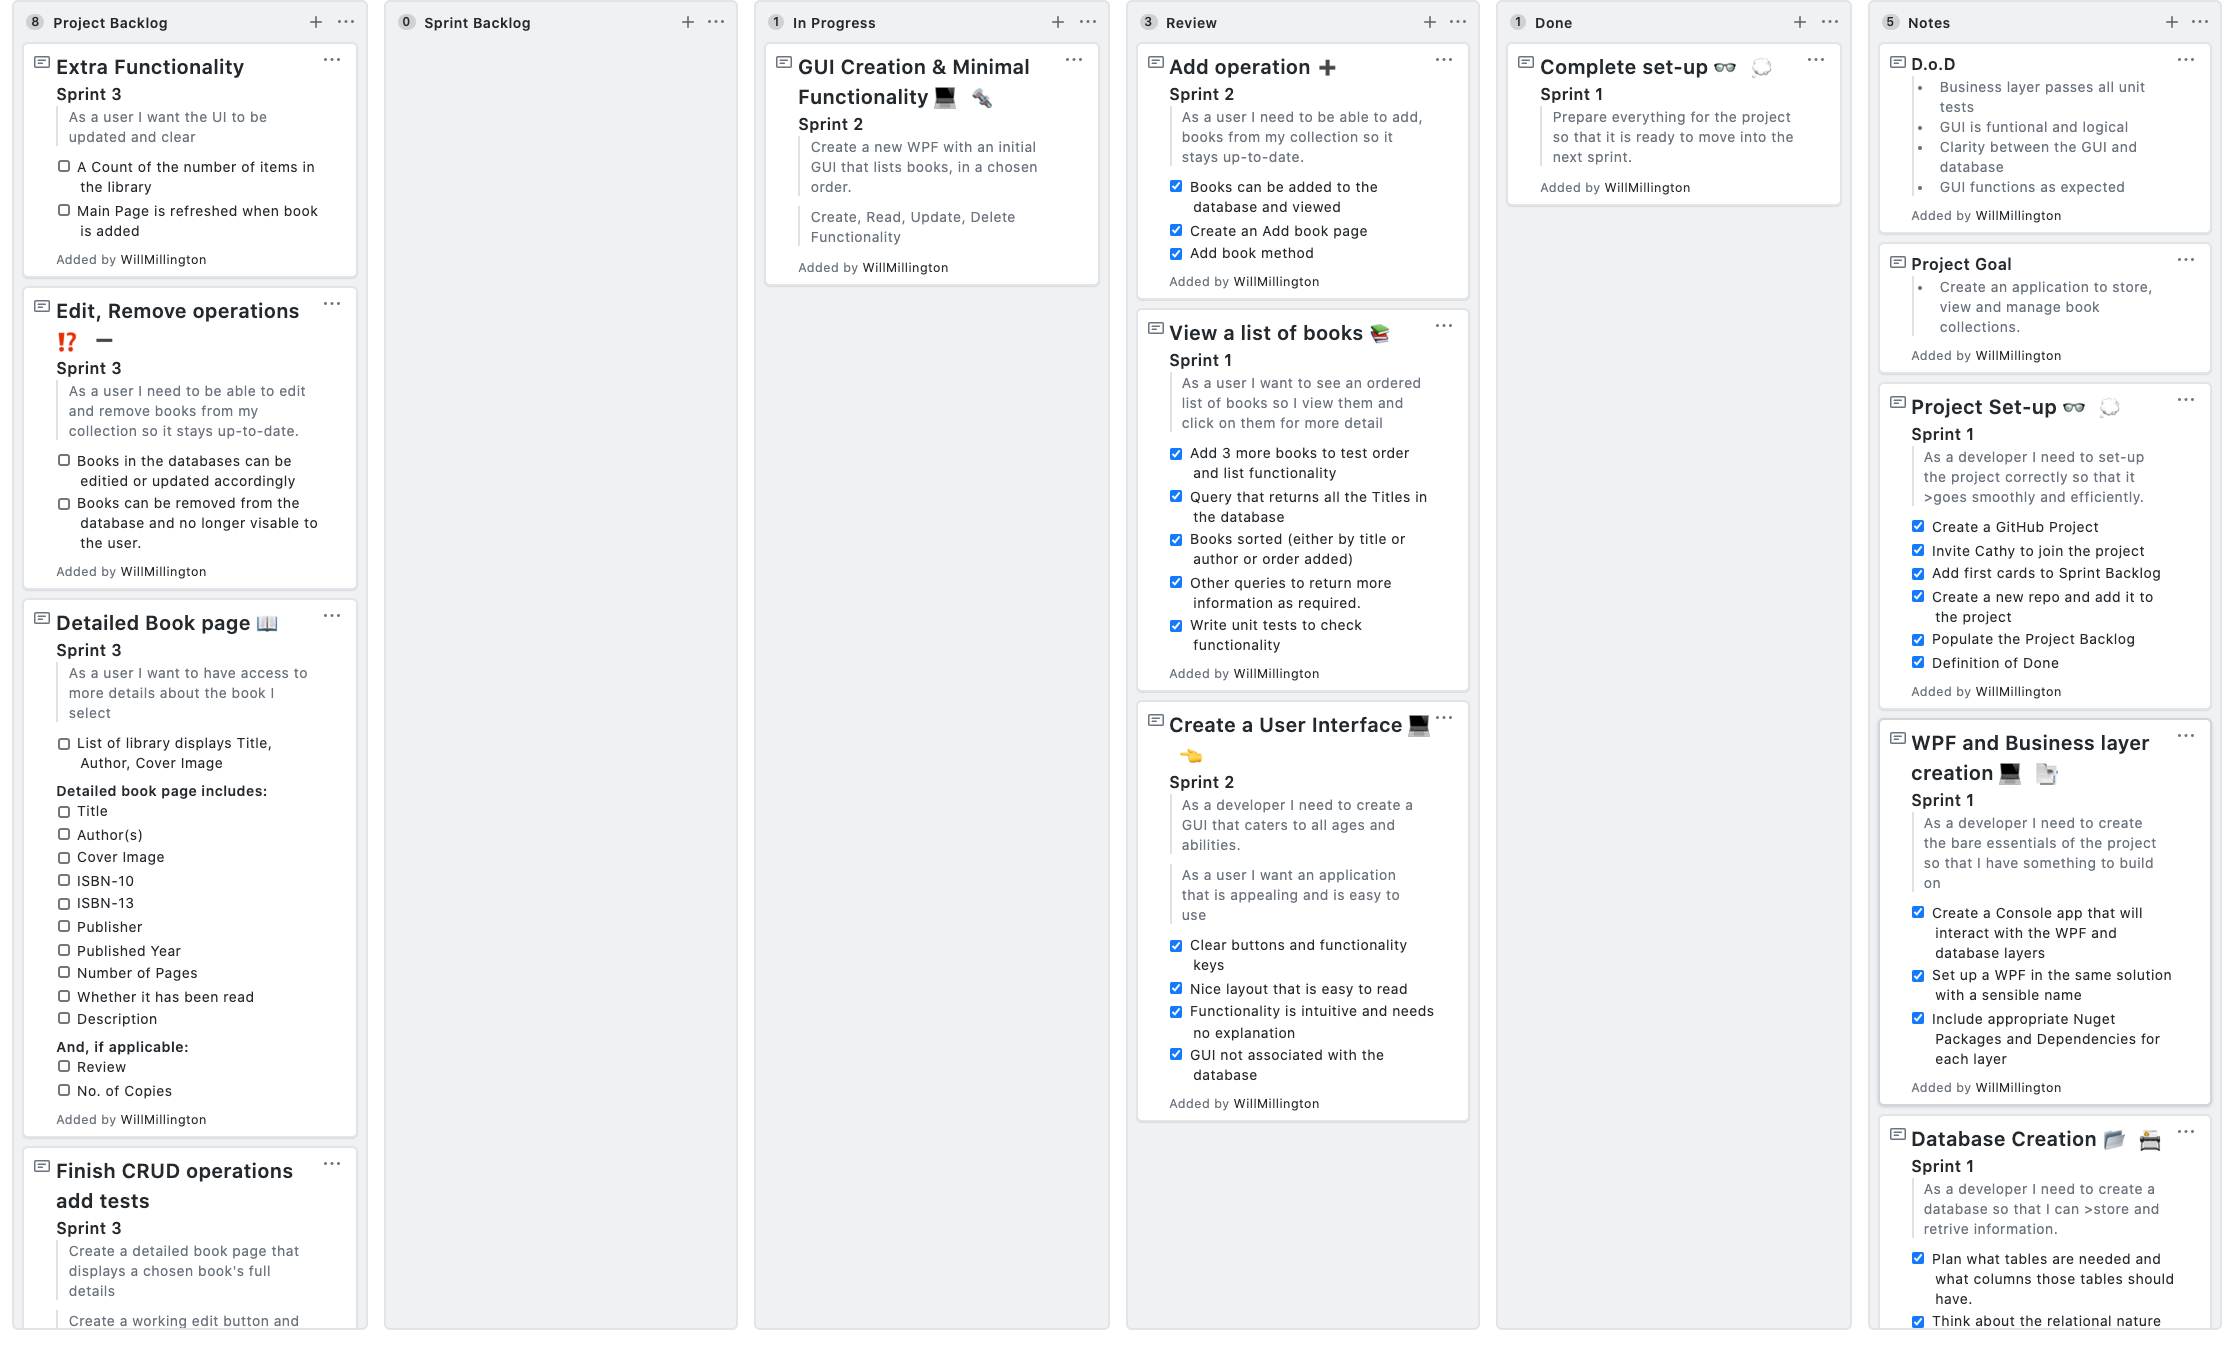 8 Project Backlog
Extra Functionality
Sprint 3
As a user I want the UI to be
updated and clear
A Count of the number of items in
the library
Main Page is refreshed when book
is added
Added by WillMillington
Edit, Remove operations
⁉️ ➖
Sprint 3
As a user I need to be able to edit
and remove books from my
collection so it stays up-to-date.
Books in the databases can be
editied or updated accordingly
Books can be removed from the
database and no longer visable to
the user.
Added by WillMillington
Detailed Book page
Sprint 3
As a user I want to have access to
more details about the book I
select
List of library displays Title,
Author, Cover Image
Detailed book page includes:
Title
Author(s)
Cover Image
ISBN-10
ISBN-13
Publisher
Published Year
Number of Pages
Whether it has been read
Description
And, if applicable:
Review
No. of Copies
Added by WillMillington
Finish CRUD operations
add tests
Sprint 3
Create a detailed book page that
displays a chosen book's full
details
Create a working edit button and
0 Sprint Backlog
1 In Progress
GUI Creation & Minimal
Functionality
Sprint 2
Create a new WPF with an initial
GUI that lists books, in a chosen
order.
Create, Read, Update, Delete
Functionality
Added by WillMillington
3 Review
Add operation ➕
Sprint 2
As a user I need to be able to add,
books from my collection so it
stays up-to-date.
Books can be added to the
database and viewed
Create an Add book page
Add book method
Added by WillMillington
View a list of books
Sprint 1
As a user I want to see an ordered
list of books so I view them and
click on them for more detail
Add 3 more books to test order
and list functionality
Query that returns all the Titles in
the database
Books sorted (either by title or
author or order added)
Other queries to return more
information as required.
Write unit tests to check
functionality
Added by WillMillington
Create a User Interface
Sprint 2
As a developer I need to create a
GUI that caters to all ages and
abilities.
As a user I want an application
that is appealing and is easy to
use
Clear buttons and functionality
keys
Nice layout that is easy to read
Functionality is intuitive and needs
no explanation
GUI not associated with the
database
Added by WillMillington
1 Done
Complete set-up
Sprint 1
Prepare everything for the project
so that it is ready to move into the
next sprint.
Added by WillMillington
5 Notes
D.o.D
• Business layer passes all unit
tests
• GUI is funtional and logical
• Clarity between the GUI and
database
• GUI functions as expected
Added by WillMillington
Project Goal
• Create an application to store,
view and manage book
collections.
Added by WillMillington
Project Set-up
Sprint 1
As a developer I need to set-up
the project correctly so that it
>goes smoothly and efficiently.
Create a GitHub Project
Invite Cathy to join the project
Add first cards to Sprint Backlog
Create a new repo and add it to
the project
Populate the Project Backlog
Definition of Done
Added by WillMillington
WPF and Business layer
creation
Sprint 1
As a developer I need to create
the bare essentials of the project
so that I have something to build
on
Create a Console app that will
interact with the WPF and
database layers
Set up a WPF in the same solution
with a sensible name
Include appropriate Nuget
Packages and Dependencies for
each layer
Added by WillMillington
Database Creation
Sprint 1
As a developer I need to create a
database so that I can >store and
retrive information.
Plan what tables are needed and
what columns those tables should
have.
Think about the relational nature